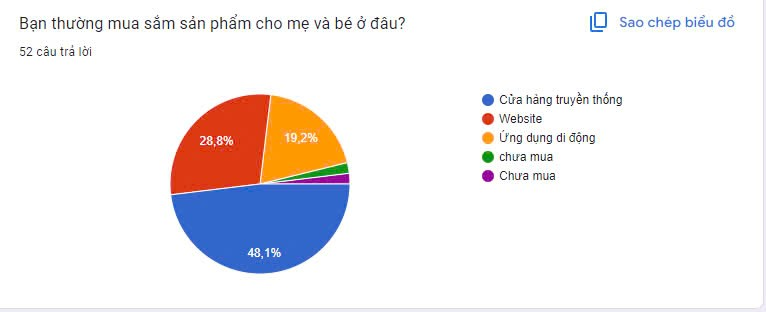 Bạn thường mua sắm sản phẩm cho mẹ và bé ở đâu?
Sao chép biểu đồ
52 câu trả lời
Cửa hàng truyền thống
Website
Ứng dụng di động
chưa mua
Chưa mua
28,8%
19,2%
48,1%